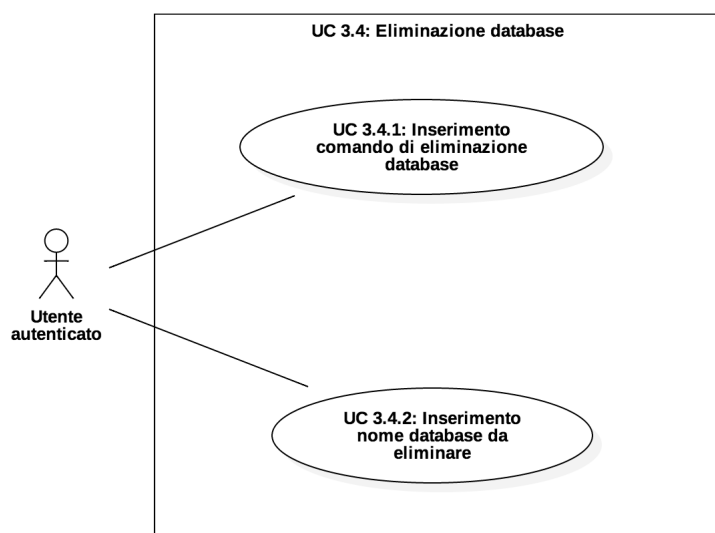 UC 3.4: Eliminazione database
UC 3.4.1: Inserimento
comando di eliminazione
database
Utente
autenticato
UC 3.4.2: Inserimento
nome database da
eliminare